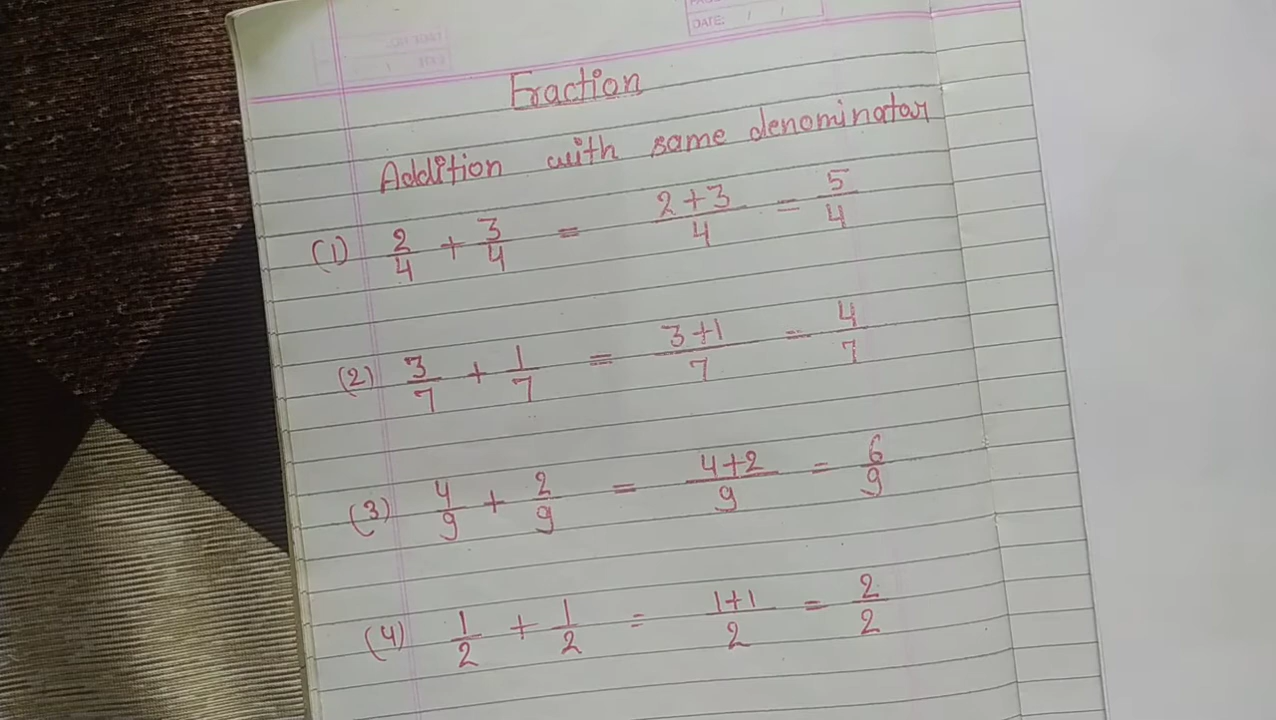 DATE: / /
Fraction
Addition with same denominator
(1) 2/4 + 3/4 = 2+3/4 = 5/4
(2) 3/7 + 1/7 = 3+1/7 = 4/7
(3) 4/9 + 2/9 = 4+2/9 = 6/9
(4) 1/2 + 1/2 = 1+1/2 = 2/2